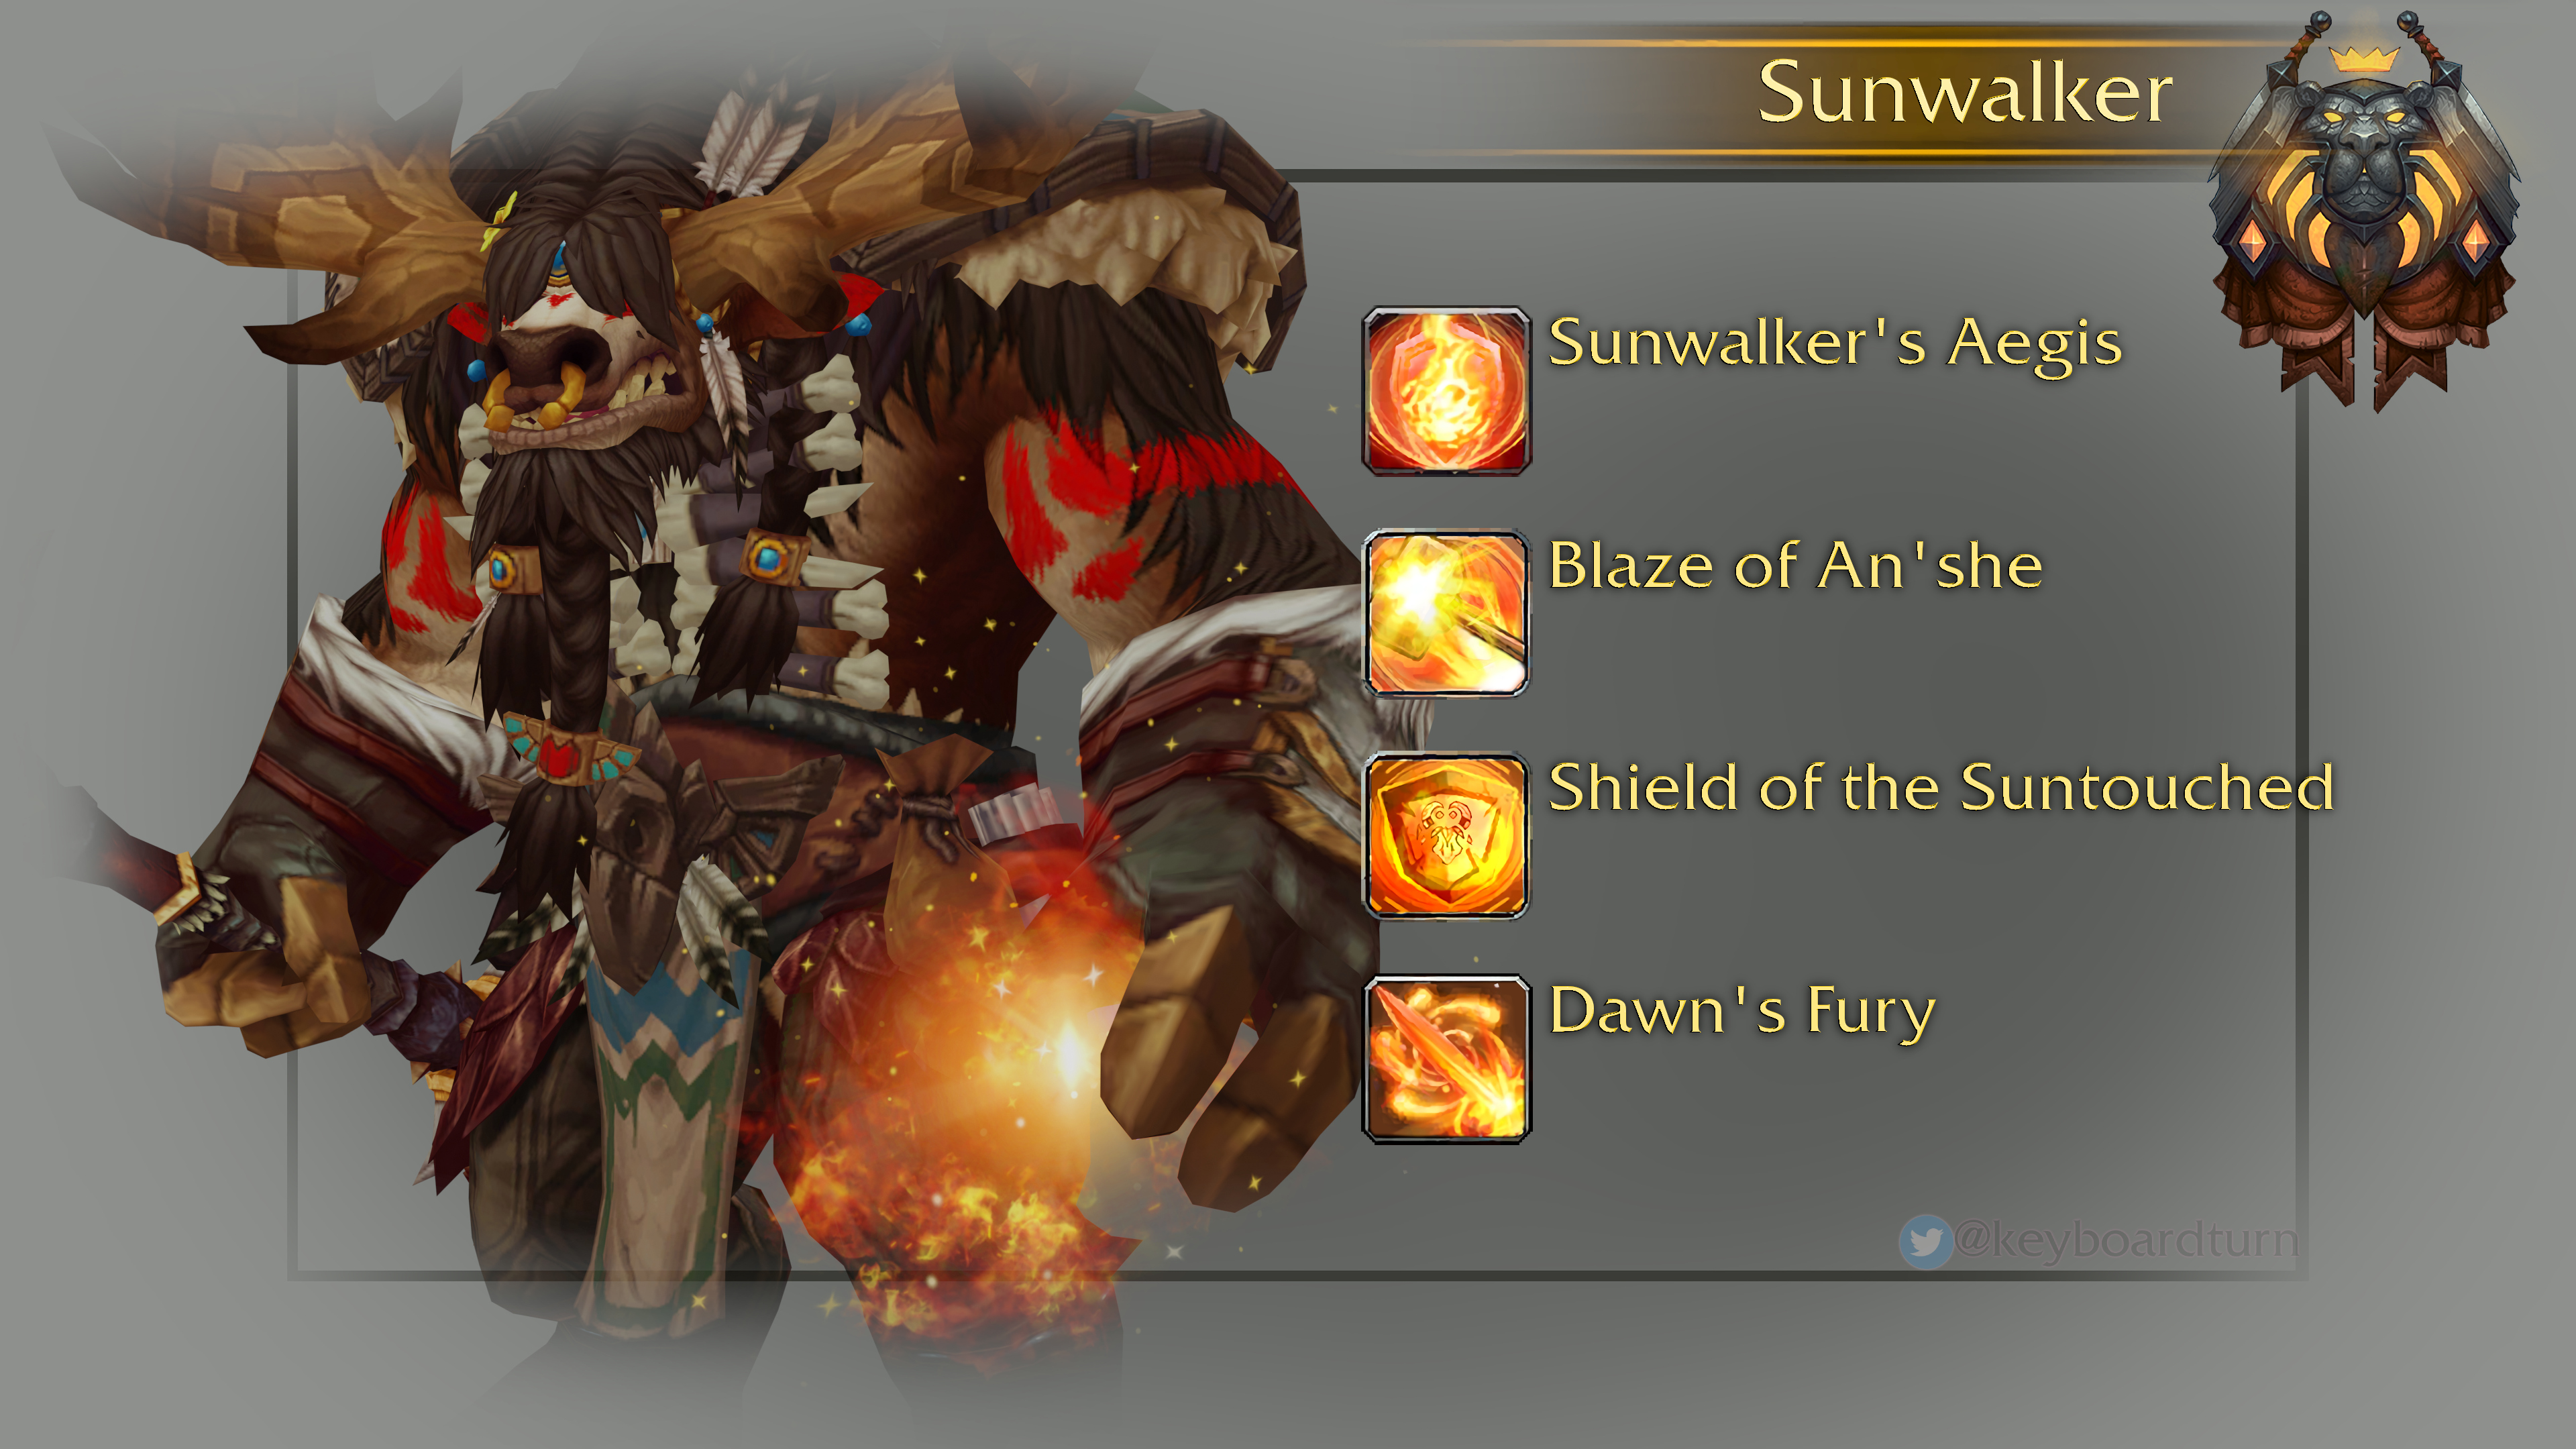 Sunwalker
Sunwalker's Aegis
Blaze of An'she
Shield of the Suntouched
Dawn's Fury
@keyboardturn